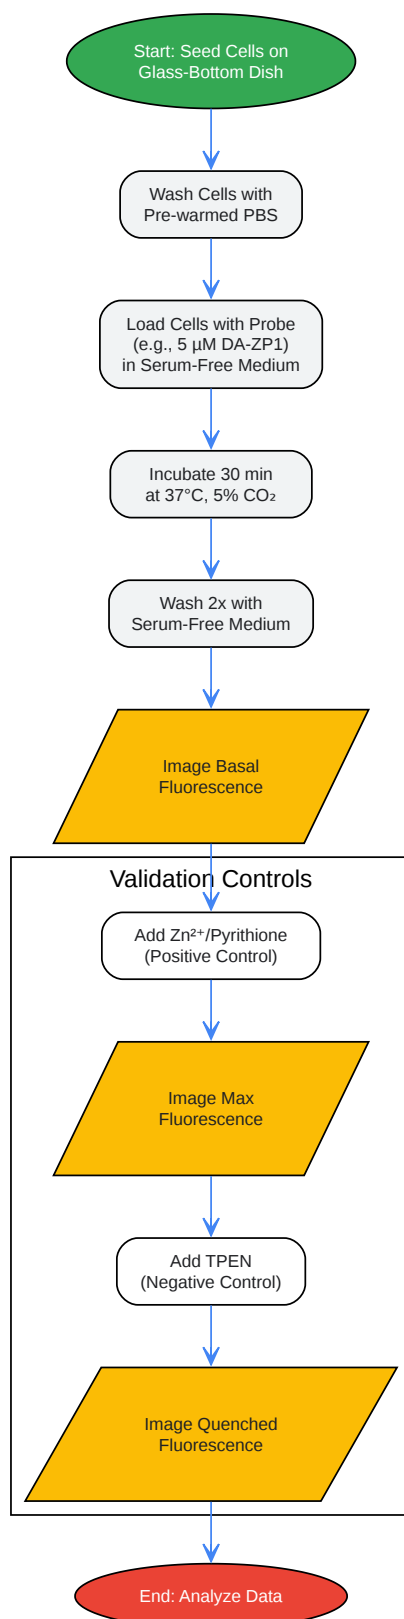 Start: Seed Cells on
Glass-Bottom Dish
Wash Cells with
Pre-warmed PBS
Load Cells with Probe
(e.g., 5 µM DA-ZP1)
in Serum-Free Medium
Incubate 30 min
at 37°C, 5% CO₂
Wash 2x with
Serum-Free Medium
Image Basal
Fluorescence
Validation Controls
Add Zn²⁺/Pyrithione
(Positive Control)
Image Max
Fluorescence
Add TPEN
(Negative Control)
Image Quenched
Fluorescence
End: Analyze Data